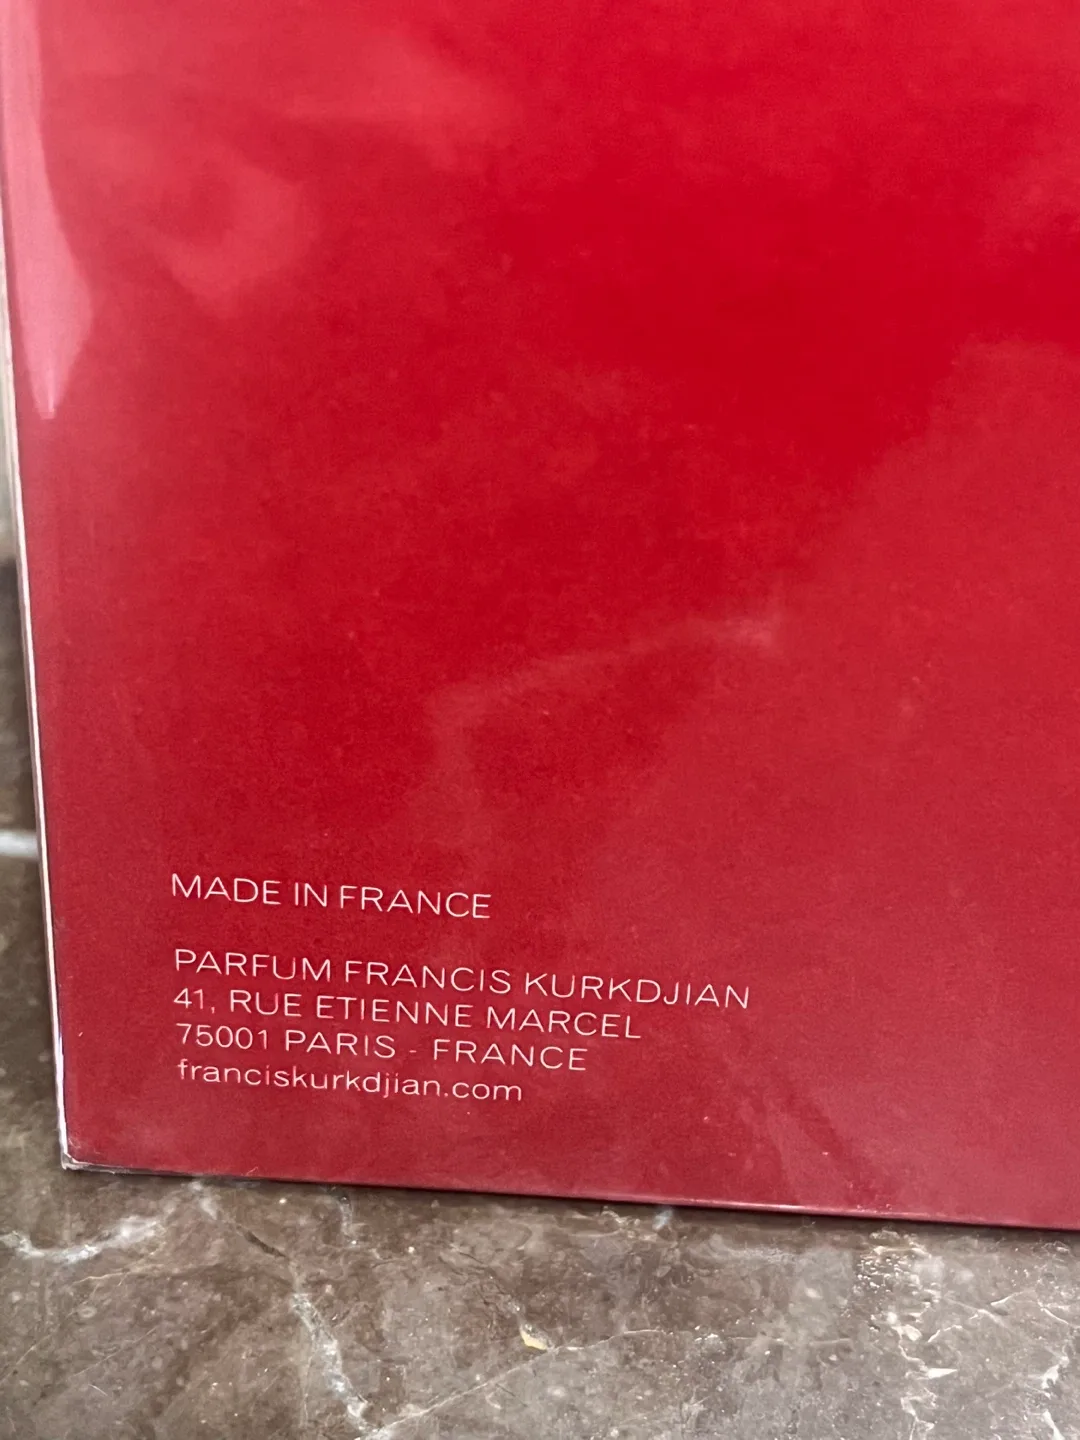 MADE IN FRANCE
PARFUM FRANCIS KURKDJIAN
41, RUE ETIENNE MARCEL
75001 PARIS - FRANCE
franciskurkdjian.com